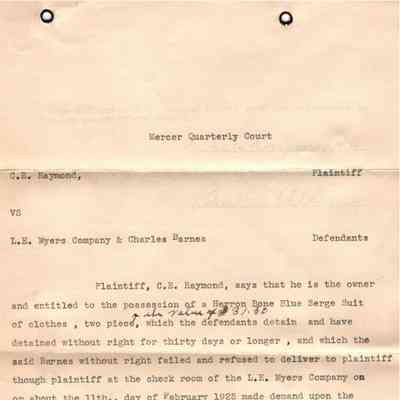 Mercer Quarterly Court
C.E. Raymond, Plaintiff
VS
L.E. Myers Company & Charles Barnes Defendants
Plaintiff, C.E. Raymond, says that he is the owner
and entitled to the possession of a Herron Bone Blue Serge Suit
of the value of $37.50
of clothes , two piece, which the defendants detain and have
detained without right for thirty days or longer , and which the
said Burnes without right failed and refused to deliver to plaintiff
though plaintiff at the check room of the L.E. Myers Company on
or about the 11th.. day of February 1925 made demand upon the